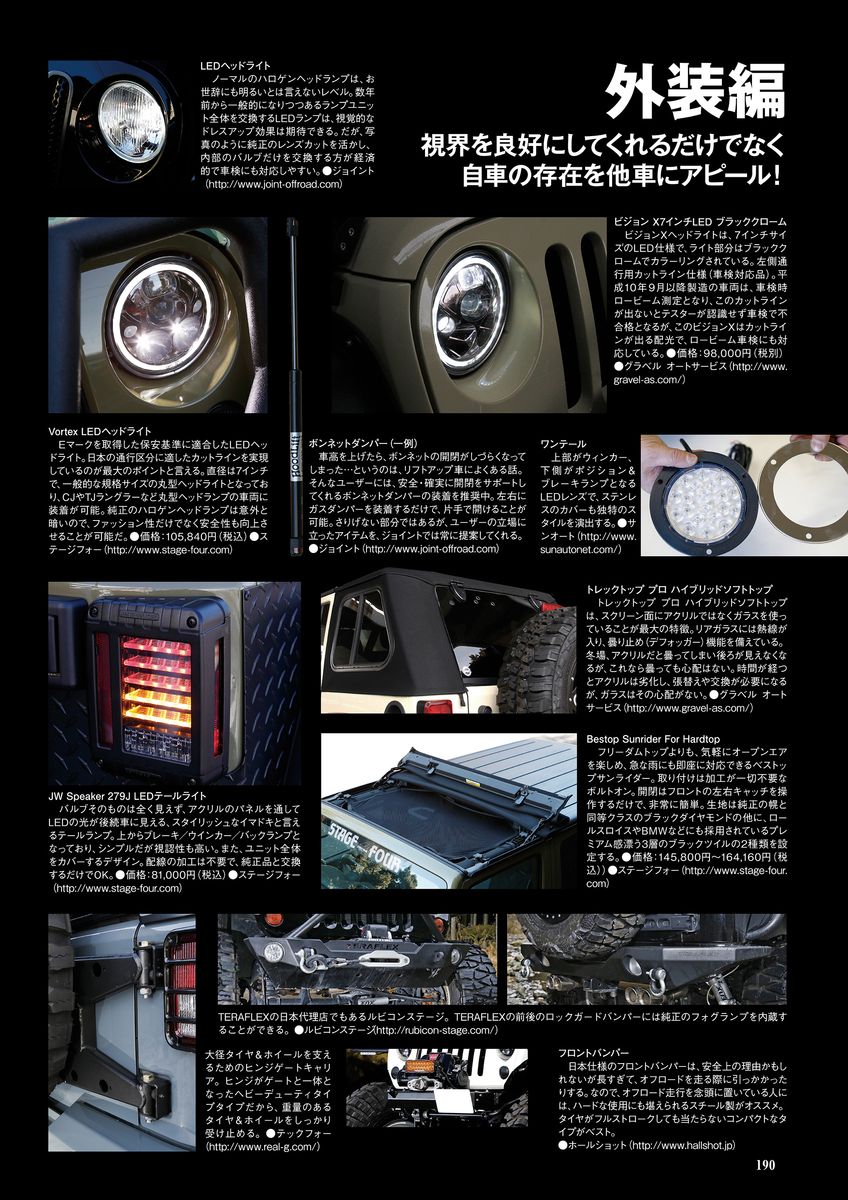 外装編
視界を良好にしてくれるだけでなく
自車の存在を他車にアピール！
LEDヘッドライト
ノーマルのハロゲンヘッドランプは、お
世辞にも明るいとは言えないレベル。数年
前から一般的になりつつあるランプユニッ
ト全体を交換するLEDランプは、視覚的な
ドレスアップ効果は期待できる。だが、写
真のように純正のレンズカットを活かし、
内部のバルブだけを交換する方が経済
的で車検にも対応しやすい。●ジョイント
（http://www.joint-offroad.com）
ビジョン X7インチLED ブラッククローム
ビジョンXヘッドライトは、7インチサイ
ズのLED仕様で、ライト部分はブラックク
ロームでカラーリングされている。左側通
行用カットライン仕様（車検対応品）。平
成10年9月以降製造の車両は、車検時
ロービーム測定となり、このカットライン
が出ないとテスターが認識せず車検で不
合格となるが、このビジョンXはカットライ
ンが出る配光で、ロービーム車検にも対
応している。●価格：98,000円（税別）
●グラベル オートサービス（http://www.
gravel-as.com/）
Vortex LEDヘッドライト
Eマークを取得した保安基準に適合したLEDヘッ
ドライト。日本の通行区分に適したカットラインを実現
しているのが最大のポイントと言える。直径は7インチ
で、一般的な規格サイズの丸型ヘッドライトとなってお
り、CJやTJラングラーなど丸型ヘッドランプの車両に
装着が可能。純正のハロゲンヘッドランプは意外と
暗いので、ファッション性だけでなく安全性も向上さ
せることが可能だ。●価格：105,840円（税込）●ス
テージフォー（http://www.stage-four.com）
Hood lift
ボンネットダンパー（一例）
車高を上げたら、ボンネットの開閉がしづらくなって
しまった…というのは、リフトアップ車によくある話。
そんなユーザーには、安全・確実に開閉をサポートし
てくれるボンネットダンパーの装着を推奨中。左右に
ガスダンパーを装着するだけで、片手で開けることが
可能。さりげない部分ではあるが、ユーザーの立場に
立ったアイテムを、ジョイントでは常に提案してくれる。
●ジョイント（http://www.joint-offroad.com）
ワンテール
上部がウィンカー、
下側がポジション＆
ブレーキランプとなる
LEDレンズで、ステンレ
スのカバーも独特のス
タイルを演出する。●サ
ンオート（http://www.
sunautonet.com/）
JW Speaker 279J LEDテールライト
バルブそのものは全く見えず、アクリルのパネルを通して
LEDの光が後続車に見える、スタイリッシュなイマドキと言え
るテールランプ。上からブレーキ／ウインカー／バックランプと
なっており、シンプルだが視認性も高い。また、ユニット全体
をカバーするデザイン。配線の加工は不要で、純正品と交換
するだけでOK。●価格：81,000円（税込）●ステージフォー
（http://www.stage-four.com）
トレックトップ プロ ハイブリッドソフトトップ
トレックトップ プロ ハイブリッドソフトトップ
は、スクリーン面にアクリルではなくガラスを使っ
ていることが最大の特徴。リアガラスには熱線が
入り、曇り止め（デフォッガー）機能を備えている。
冬場、アクリルだと曇ってしまい後ろが見えなくな
るが、これなら曇っても心配はない。時間が経つ
とアクリルは劣化し、張替えや交換が必要になる
が、ガラスはその心配がない。●グラベル オート
サービス（http://www.gravel-as.com/）
STAGE FOUR
Bestop Sunrider For Hardtop
フリーダムトップよりも、気軽にオープンエア
を楽しめ、急な雨にも即座に対応できるベストッ
プサンライダー。取り付けは加工が一切不要な
ボルトオン。開閉はフロントの左右キャッチを操
作するだけで、非常に簡単。生地は純正の幌と
同等クラスのブラックダイヤモンドの他に、ロー
ルスロイスやBMWなどにも採用されているプレ
ミアム感漂う3層のブラックツイルの2種類を設
定する。●価格：145,800円〜164,160円（税
込））●ステージフォー（http://www.stage-four.
com）
TERAFLEX
TERAFLEXの日本代理店でもあるルビコンステージ。TERAFLEXの前後のロックガードバンパーには純正のフォグランプを内蔵す
ることができる。●ルビコンステージ（http://rubicon-stage.com/）
大径タイヤ＆ホイールを支え
るためのヒンジゲートキャリ
ア。ヒンジがゲートと一体と
なったヘビーデューティタイプ
タイプだから、重量のある
タイヤ＆ホイールをしっかり
受け止める。●テックフォー
（http://www.real-g.com/）
フロントバンパー
日本仕様のフロントバンパーは、安全上の理由かもし
れないが長すぎて、オフロードを走る際に引っかかった
りする。なので、オフロード走行を念頭に置いている人に
は、ハードな使用にも堪えられるスチール製がオススメ。
タイヤがフルストロークしても当たらないコンパクトなタ
イプがベスト。
●ホールショット（http://www.hallshot.jp）
190